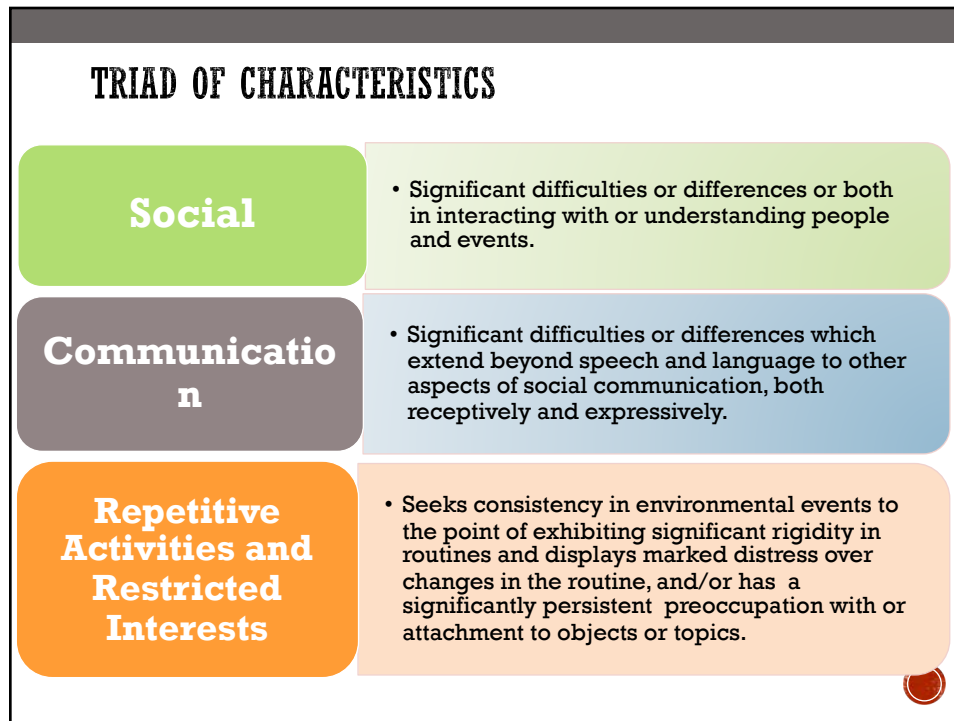 TRIAD OF CHARACTERISTICS
Social
• Significant difficulties or differences or both
in interacting with or understanding people
and events.
Communicatio
n
• Significant difficulties or differences which
extend beyond speech and language to other
aspects of social communication, both
receptively and expressively.
Repetitive
Activities and
Restricted
Interests
• Seeks consistency in environmental events to
the point of exhibiting significant rigidity in
routines and displays marked distress over
changes in the routine, and/or has a
significantly persistent preoccupation with or
attachment to objects or topics.